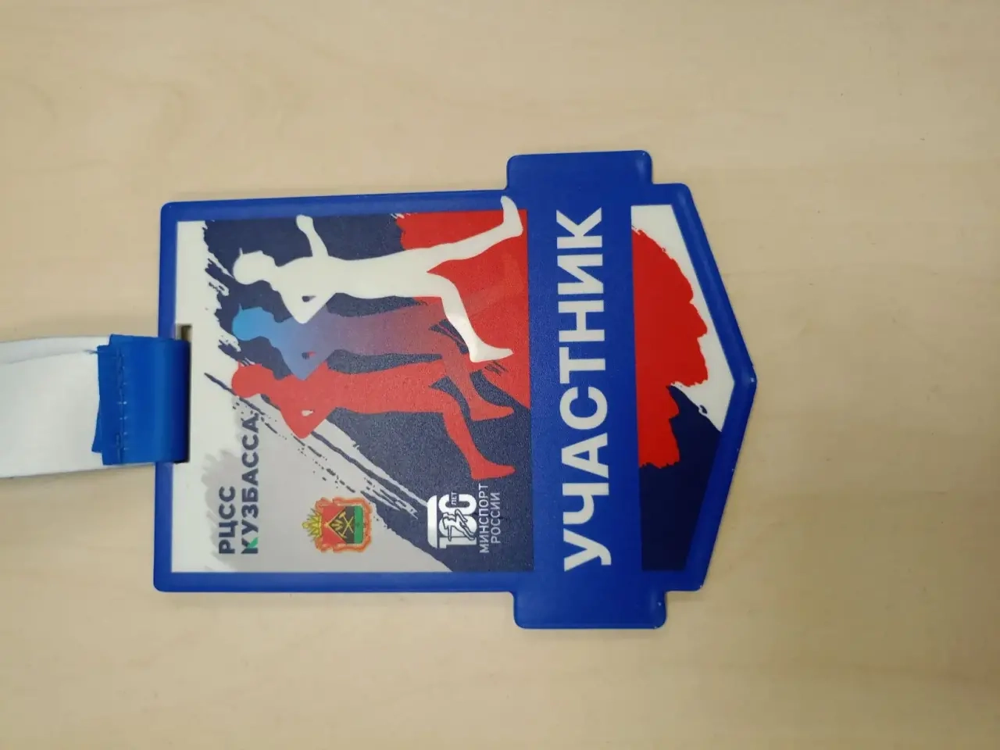 РЦСС
КУЗБАССА
100
ЛЕТ
МИНСПОРТ
РОССИИ
УЧАСТНИК